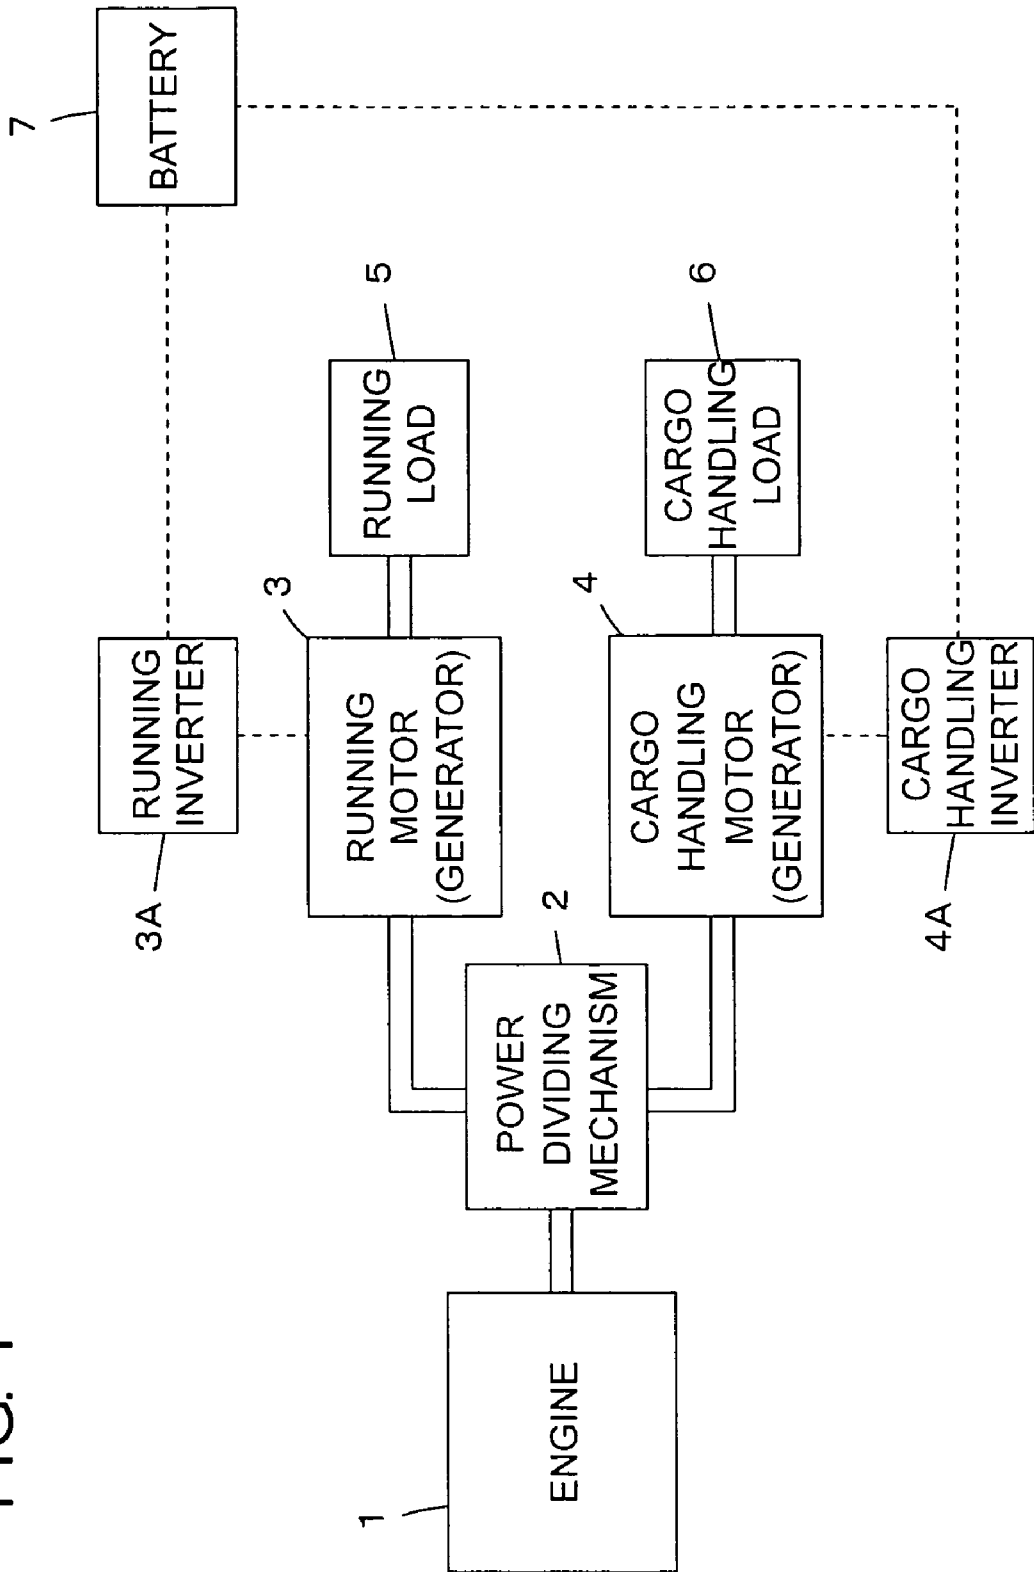 FIG. 1
7
BATTERY
RUNNING
INVERTER
3A
3
RUNNING
MOTOR
(GENERATOR)
5
RUNNING
LOAD
1
ENGINE
2
POWER
DIVIDING
MECHANISM
4
CARGO
HANDLING
MOTOR
(GENERATOR)
6
CARGO
HANDLING
LOAD
CARGO
HANDLING
INVERTER
4A